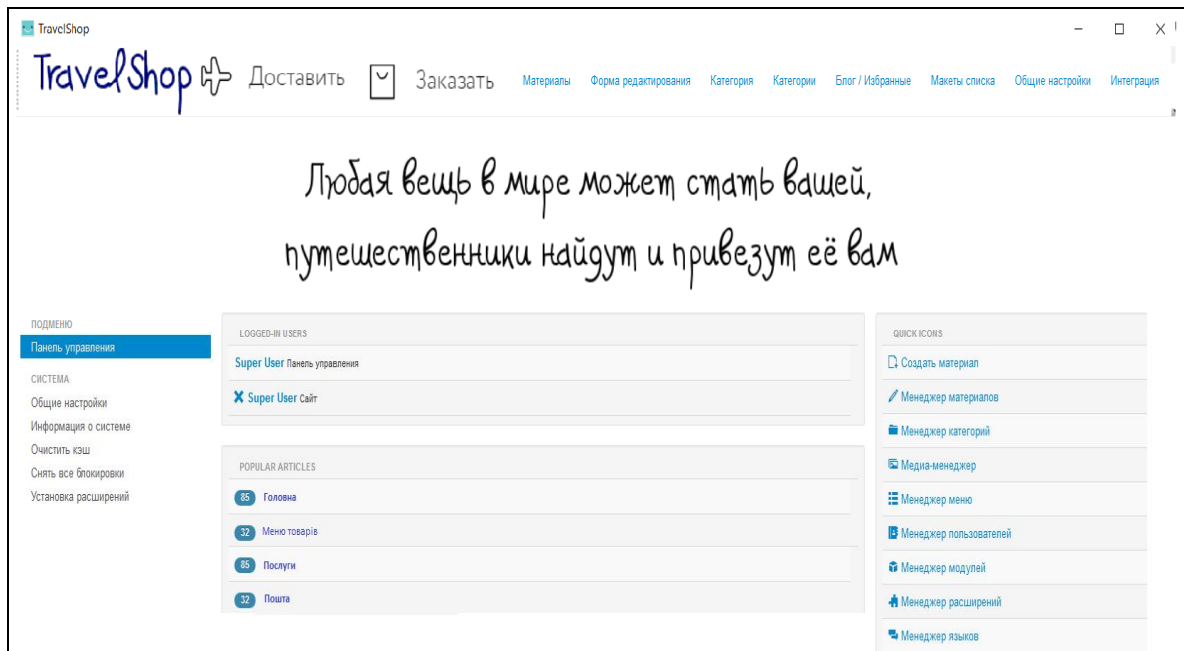 TravelShop
TravelShop Доставить Заказать Материалы Форма редактирования Категория Категории Блог / Избранные Макеты списка Общие настройки Интеграция
Любая вещь в мире может стать вашей,
путешественники найдут и привезут её вам
ПОДМЕНЮ
Панель управления
СИСТЕМА
Общие настройки
Информация о системе
Очистить кэш
Снять все блокировки
Установка расширений
LOGGED-IN USERS
Super User Панель управления
Super User Сайт
POPULAR ARTICLES
85 Головна
32 Меню товарів
85 Послуги
32 Пошта
QUICK ICONS
Создать материал
Менеджер материалов
Менеджер категорий
Медиа-менеджер
Менеджер меню
Менеджер пользователей
Менеджер модулей
Менеджер расширений
Менеджер языков